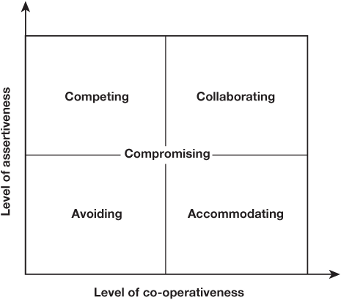 Level of assertiveness
Competing
Collaborating
Compromising
Avoiding
Accommodating
Level of co-operativeness